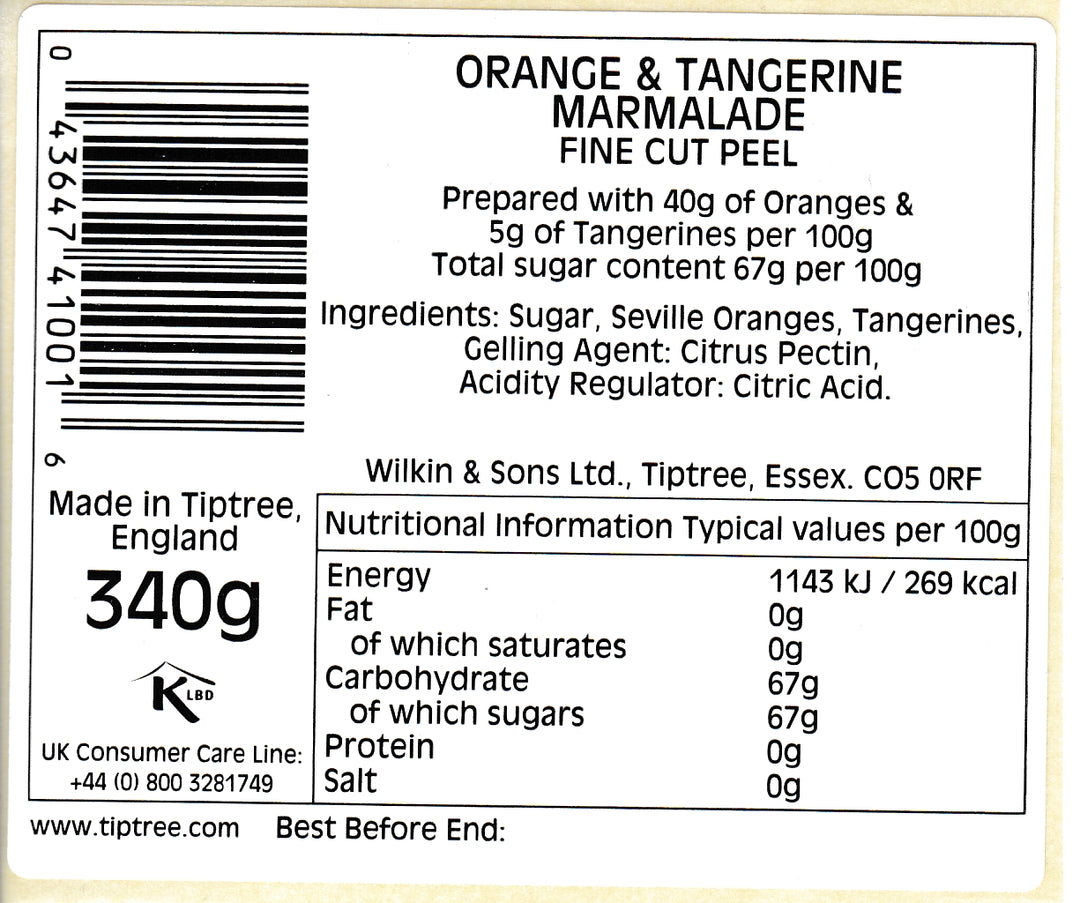 0 43647 41001 6
ORANGE & TANGERINE
MARMALADE
FINE CUT PEEL
Prepared with 40g of Oranges &
5g of Tangerines per 100g
Total sugar content 67g per 100g
Ingredients: Sugar, Seville Oranges, Tangerines,
Gelling Agent: Citrus Pectin,
Acidity Regulator: Citric Acid.
Wilkin & Sons Ltd., Tiptree, Essex. CO5 0RF
Made in Tiptree,
England
340g
K LBD
UK Consumer Care Line:
+44 (0) 800 3281749
Nutritional Information Typical values per 100g
Energy 1143 kJ / 269 kcal
Fat 0g
of which saturates 0g
Carbohydrate 67g
of which sugars 67g
Protein 0g
Salt 0g
www.tiptree.com Best Before End: